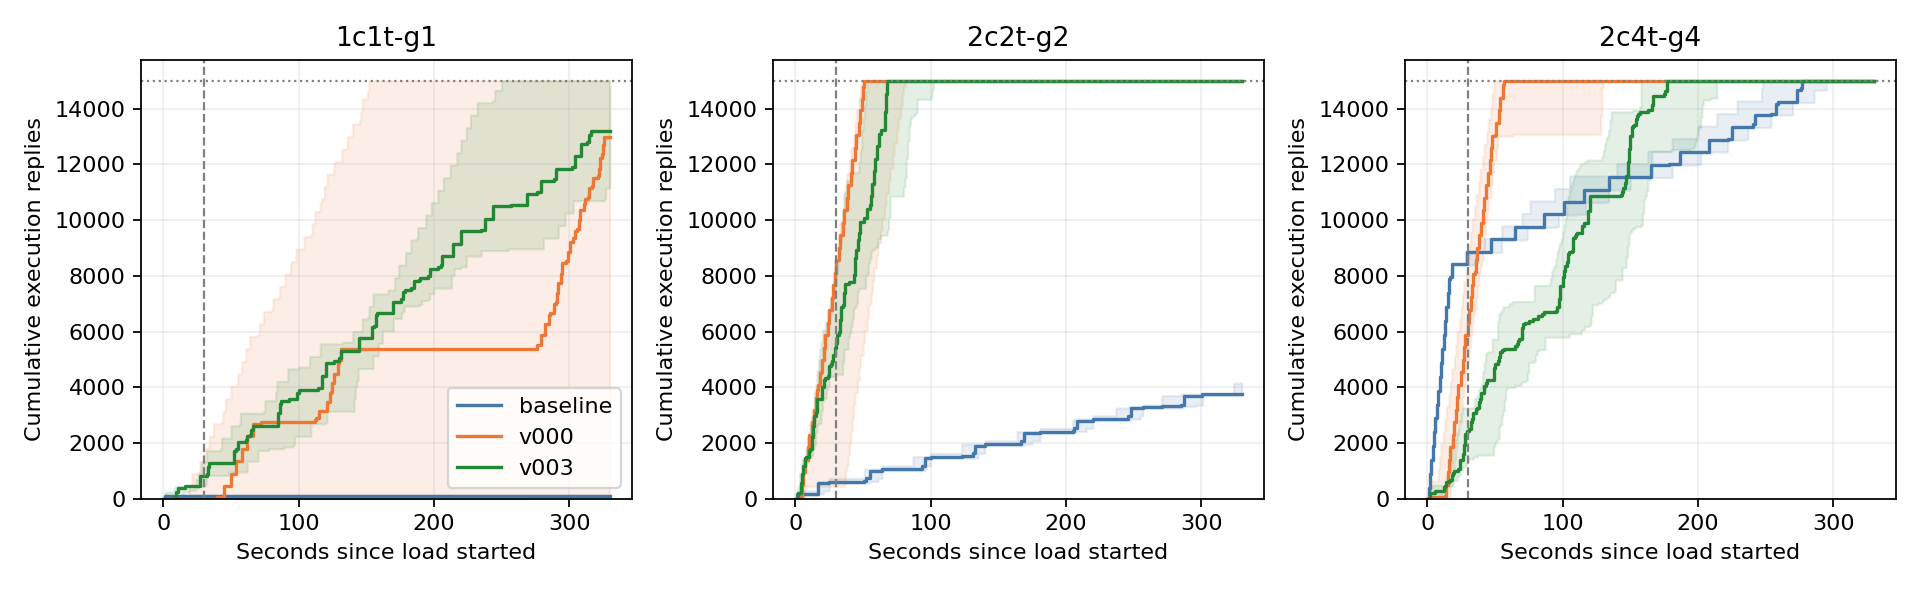 1c1t-g1
Cumulative execution replies
14000
12000
10000
8000
6000
4000
2000
0
baseline
v000
v003
0 100 200 300
Seconds since load started
2c2t-g2
Cumulative execution replies
14000
12000
10000
8000
6000
4000
2000
0
0 100 200 300
Seconds since load started
2c4t-g4
Cumulative execution replies
14000
12000
10000
8000
6000
4000
2000
0
0 100 200 300
Seconds since load started